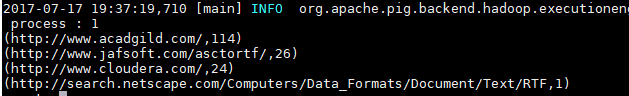 2017-07-17 19:37:19,710 [main] INFO  org.apache.pig.backend.hadoop.executionen
 process : 1
(http://www.acadgild.com/,114)
(http://www.jafsoft.com/asctortf/,26)
(http://www.cloudera.com/,24)
(http://search.netscape.com/Computers/Data_Formats/Document/Text/RTF,1)